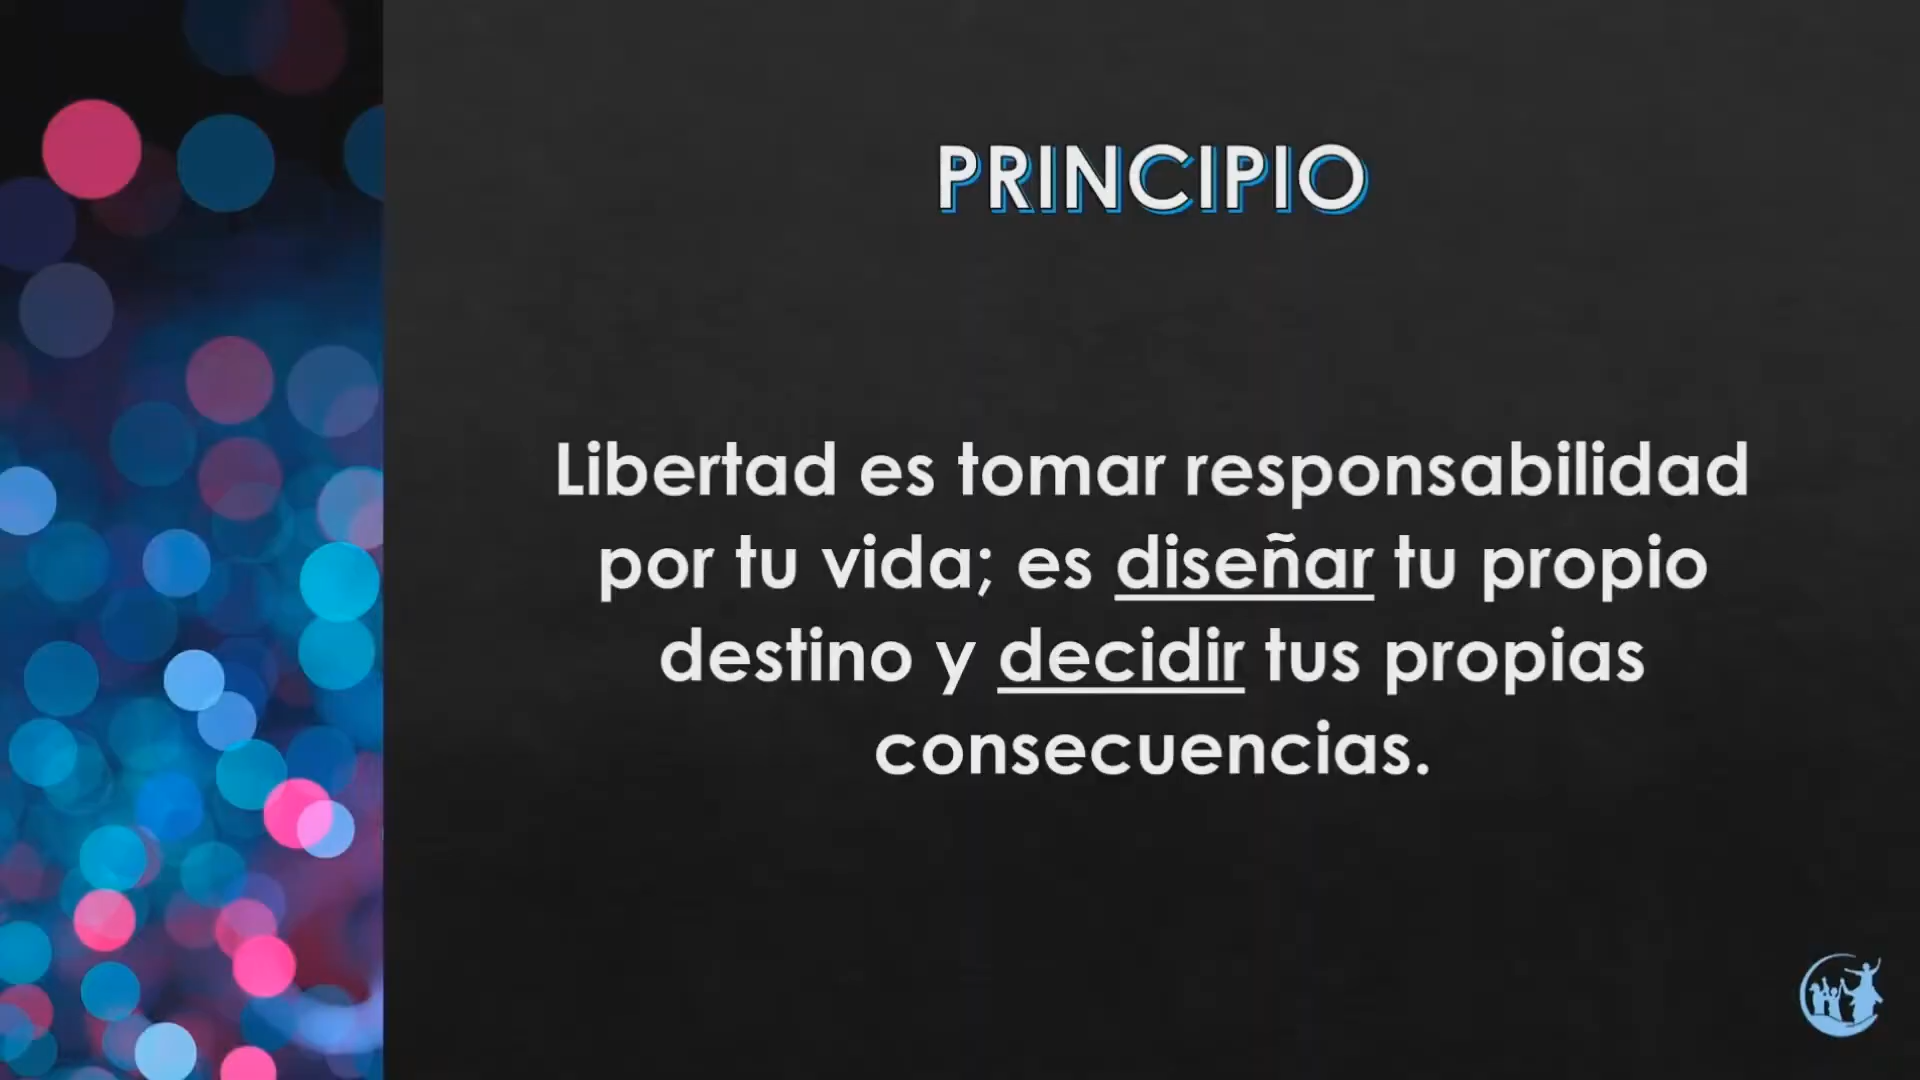 PRINCIPIO
Libertad es tomar responsabilidad
por tu vida; es diseñar tu propio
destino y decidir tus propias
consecuencias.